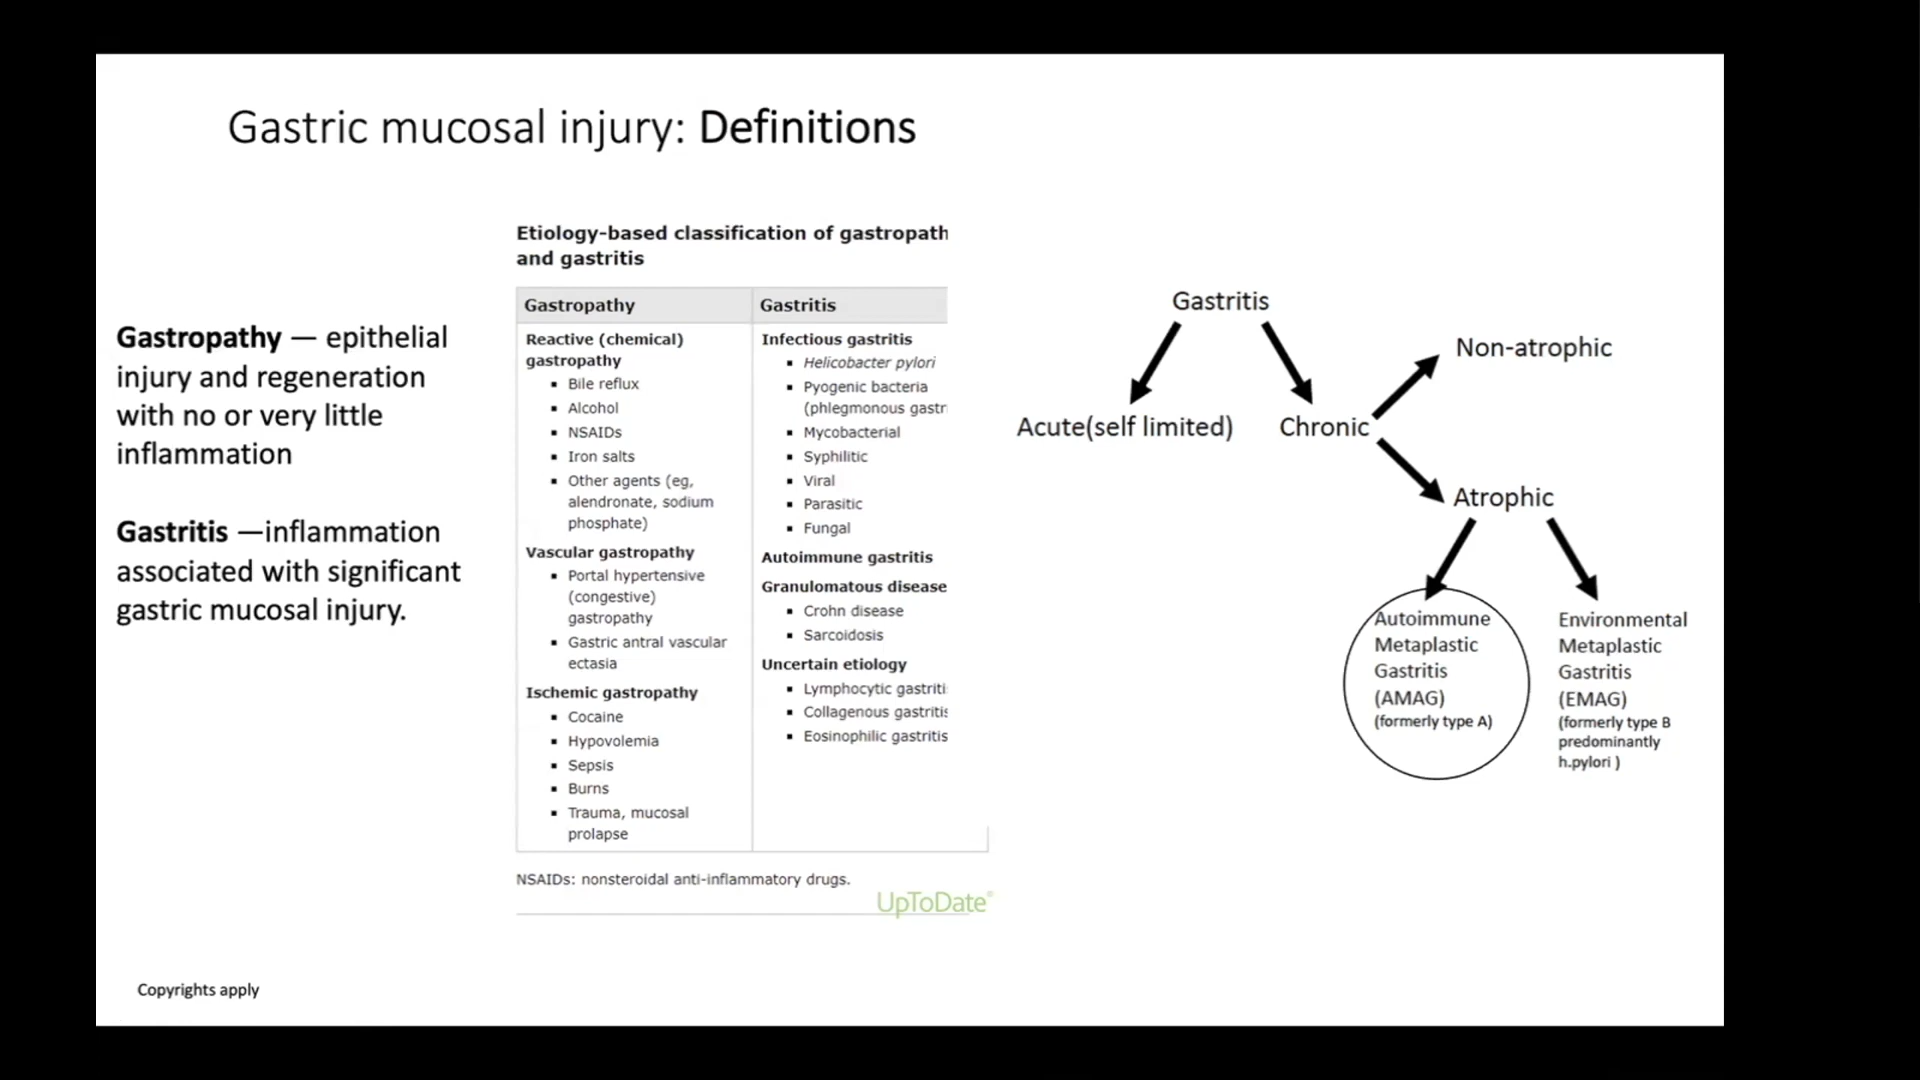 Gastric mucosal injury: Definitions
Gastropathy — epithelial
injury and regeneration
with no or very little
inflammation
Gastritis —inflammation
associated with significant
gastric mucosal injury.
Etiology-based classification of gastropath
and gastritis
Gastropathy
Reactive (chemical)
gastropathy
▪ Bile reflux
▪ Alcohol
▪ NSAIDs
▪ Iron salts
▪ Other agents (eg,
alendronate, sodium
phosphate)
Vascular gastropathy
▪ Portal hypertensive
(congestive)
gastropathy
▪ Gastric antral vascular
ectasia
Ischemic gastropathy
▪ Cocaine
▪ Hypovolemia
▪ Sepsis
▪ Burns
▪ Trauma, mucosal
prolapse
Gastritis
Infectious gastritis
▪ Helicobacter pylori
▪ Pyogenic bacteria
(phlegmonous gastr
▪ Mycobacterial
▪ Syphilitic
▪ Viral
▪ Parasitic
▪ Fungal
Autoimmune gastritis
Granulomatous disease
▪ Crohn disease
▪ Sarcoidosis
Uncertain etiology
▪ Lymphocytic gastriti
▪ Collagenous gastritis
▪ Eosinophilic gastritis
NSAIDs: nonsteroidal anti-inflammatory drugs.
UpToDate®
Gastritis
Acute(self limited)
Chronic
Non-atrophic
Atrophic
Autoimmune
Metaplastic
Gastritis
(AMAG)
(formerly type A)
Environmental
Metaplastic
Gastritis
(EMAG)
(formerly type B
predominantly
h.pylori )
Copyrights apply